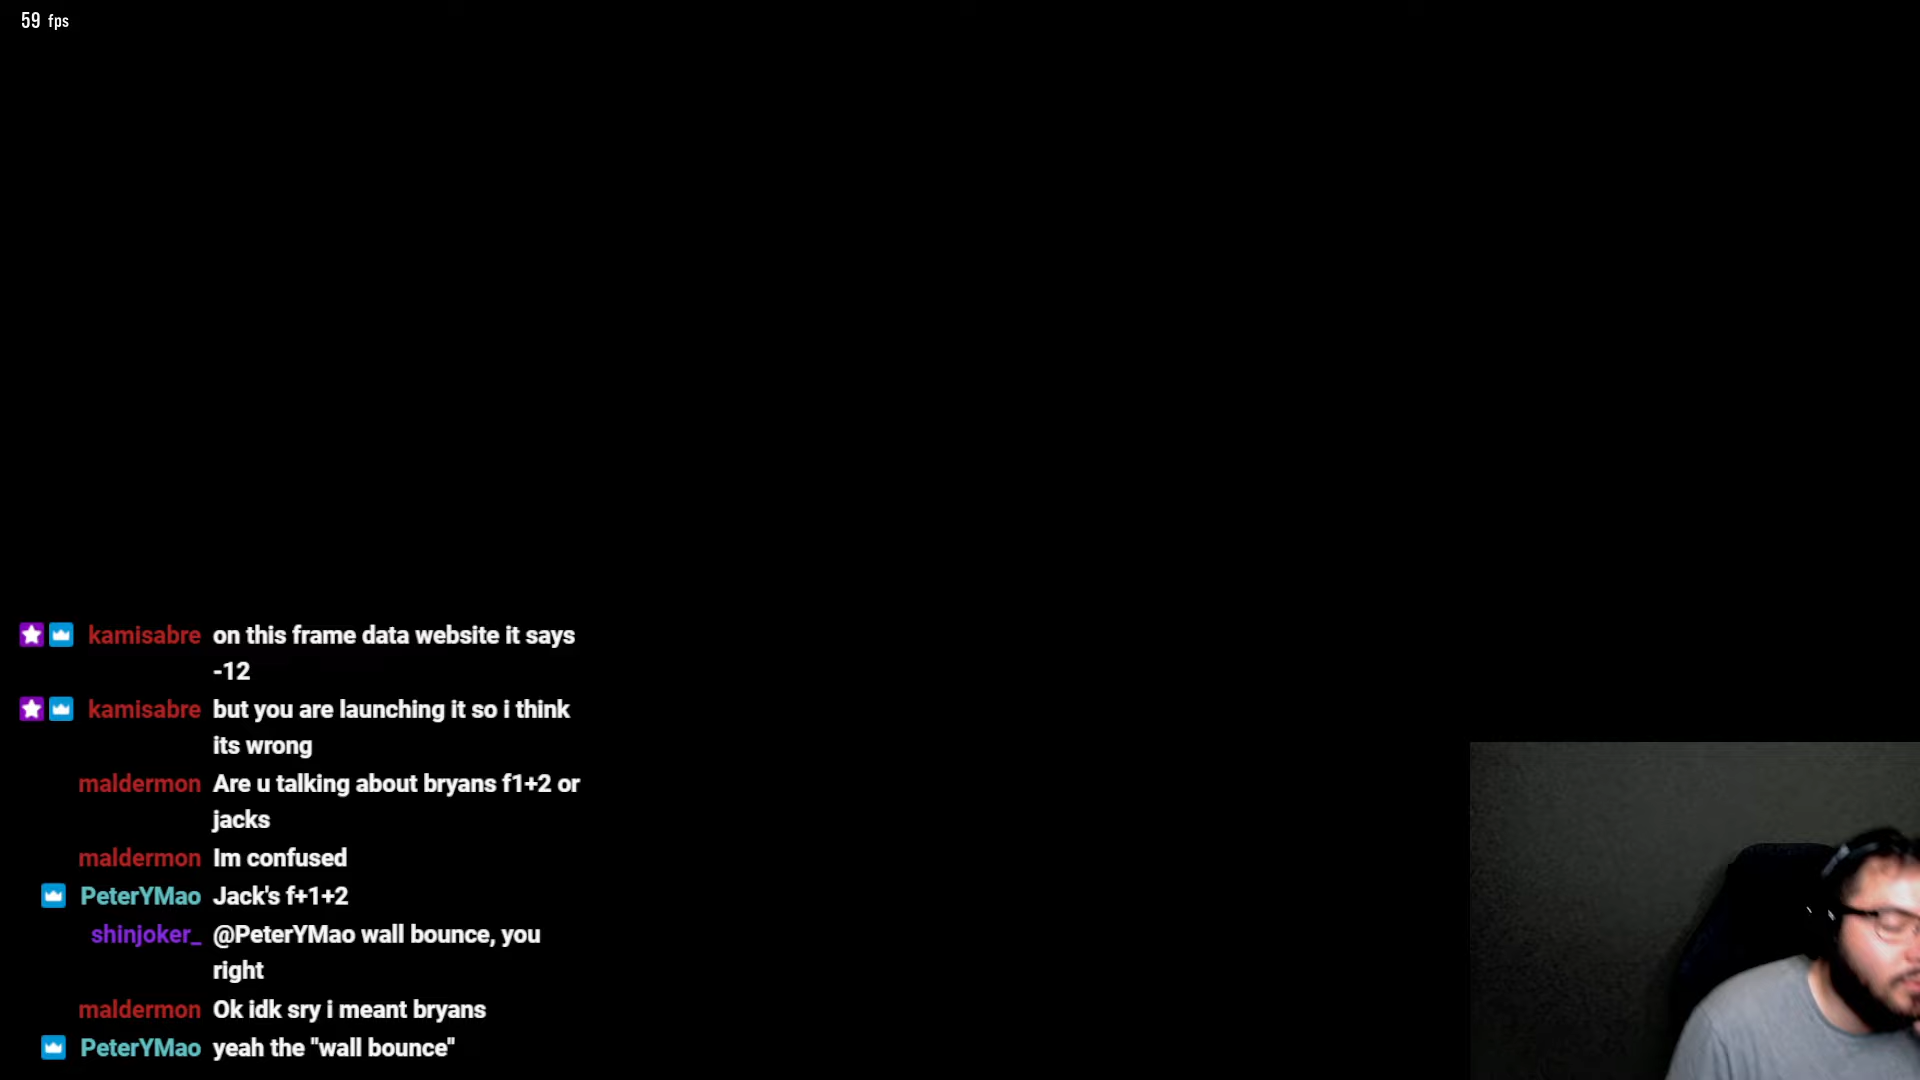 59 fps
kamisabre on this frame data website it says
-12
kamisabre but you are launching it so i think
its wrong
maldermon Are u talking about bryans f1+2 or
jacks
maldermon Im confused
PeterYMao Jack's f+1+2
shinjoker_ @PeterYMao wall bounce, you
right
maldermon Ok idk sry i meant bryans
PeterYMao yeah the "wall bounce"